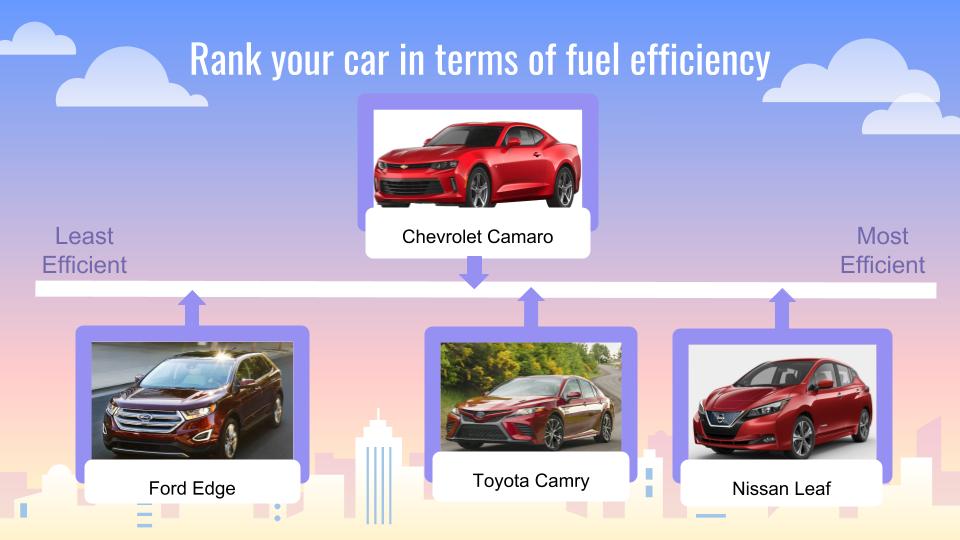 Rank your car in terms of fuel efficiency
Chevrolet Camaro
Least
Efficient
Most
Efficient
Ford Edge
Toyota Camry
Nissan Leaf